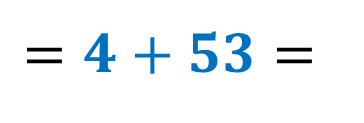 = 4 + 53 =